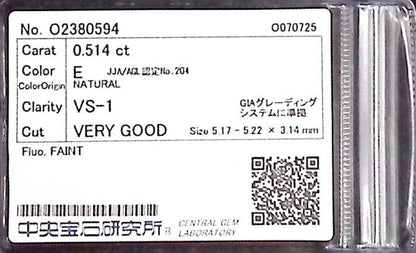 No. O2380594 O070725
Carat 0.514 ct
Color E JJA/AGL認定No.204
ColorOrigin NATURAL
Clarity VS-1 GIAグレーディング
システムに準拠
Cut VERY GOOD Size 5.17 - 5.22 × 3.14 mm
Fluo. FAINT
中央宝石研究所 CENTRAL GEM
LABORATORY